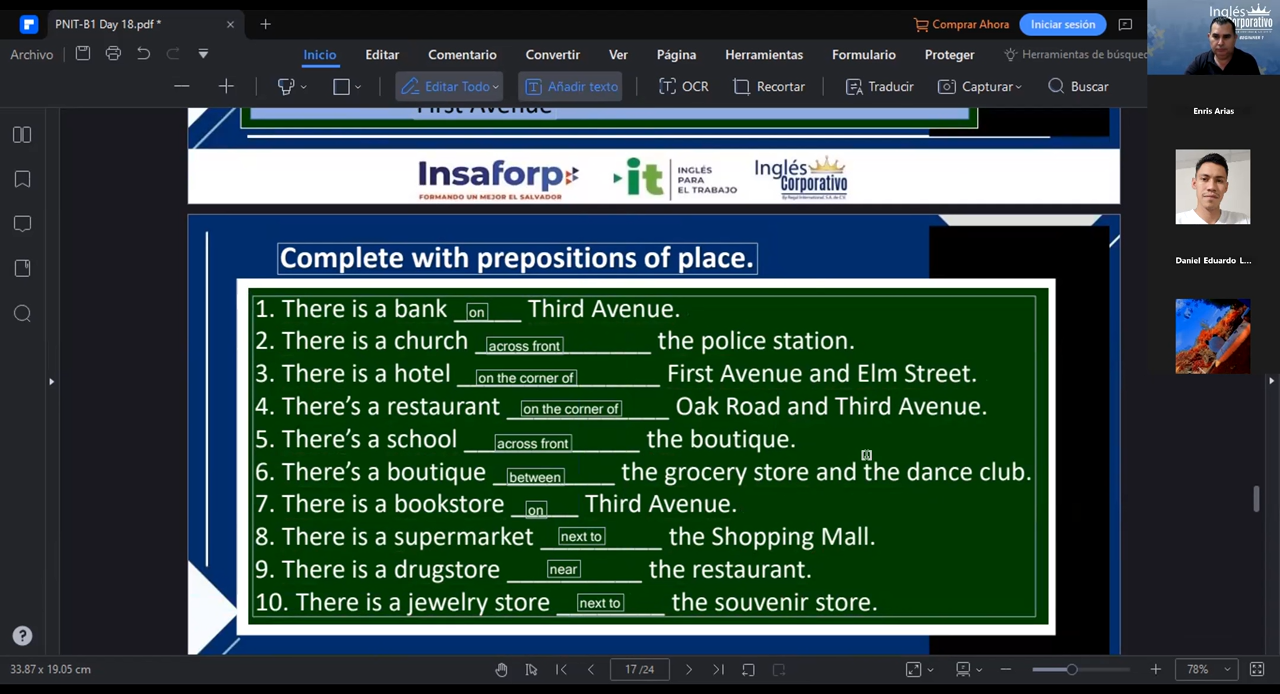 PNIT-B1 Day 18.pdf *
Comprar Ahora
Iniciar sesión
Archivo
Inicio
Editar
Comentario
Convertir
Ver
Página
Herramientas
Formulario
Proteger
Herramientas de búsqued
Editar Todo
Añadir texto
OCR
Recortar
Traducir
Capturar
Buscar
First Avenue
Insaforp
FORMANDO UN MEJOR EL SALVADOR
it
INGLÉS
PARA
EL TRABAJO
Inglés
Corporativo
Complete with prepositions of place.
1. There is a bank on Third Avenue.
2. There is a church across front the police station.
3. There is a hotel on the corner of First Avenue and Elm Street.
4. There’s a restaurant on the corner of Oak Road and Third Avenue.
5. There’s a school across front the boutique.
6. There’s a boutique between the grocery store and the dance club.
7. There is a bookstore on Third Avenue.
8. There is a supermarket next to the Shopping Mall.
9. There is a drugstore near the restaurant.
10. There is a jewelry store next to the souvenir store.
33.87 x 19.05 cm
17 /24
78%
Inglés
Corporativo
Enris Arias
Daniel Eduardo L...